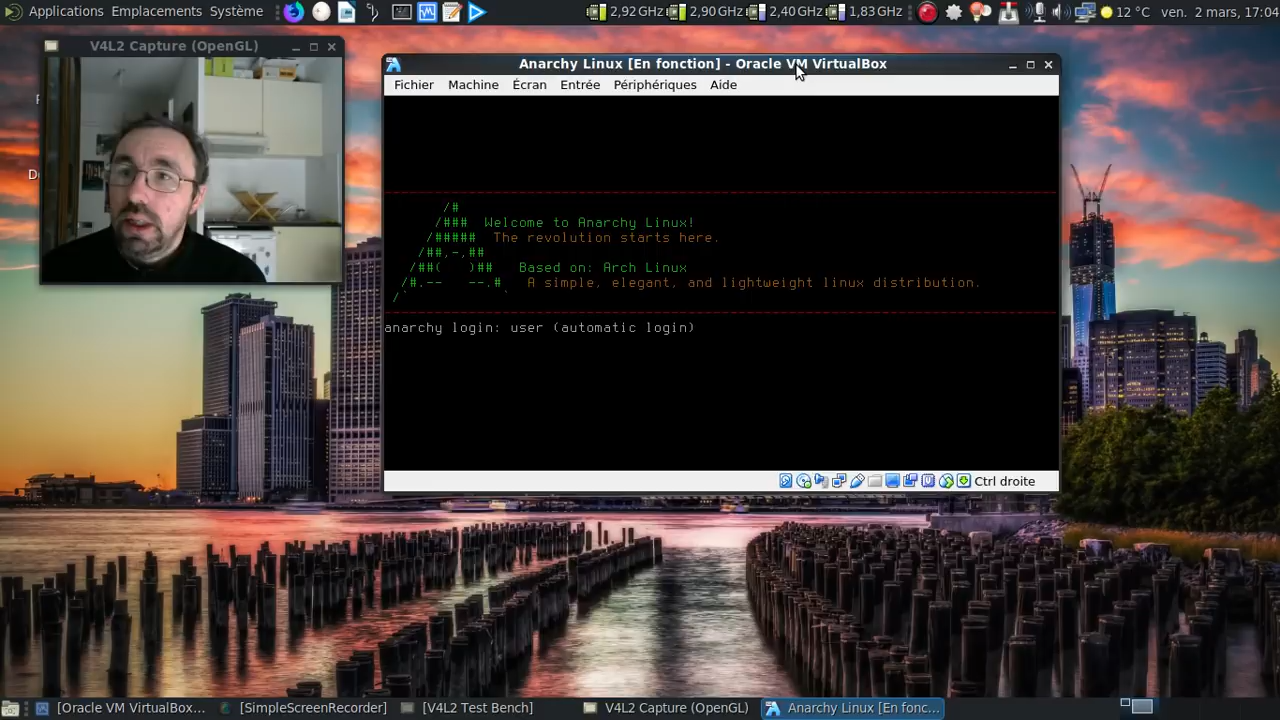 Applications Emplacements Système 2,92 GHz 2,90 GHz 2,40 GHz 1,83 GHz 12 °C ven. 2 mars, 17:04
V4L2 Capture (OpenGL)
Anarchy Linux [En fonction] - Oracle VM VirtualBox
Fichier Machine Écran Entrée Périphériques Aide
/#
/### Welcome to Anarchy Linux!
/##### The revolution starts here.
/##,-,##
/##( )## Based on: Arch Linux
/#.-- --.# A simple, elegant, and lightweight linux distribution.
/` `
anarchy login: user (automatic login)
Ctrl droite
[Oracle VM VirtualBox... [SimpleScreenRecorder] [V4L2 Test Bench] V4L2 Capture (OpenGL) Anarchy Linux [En fonc...